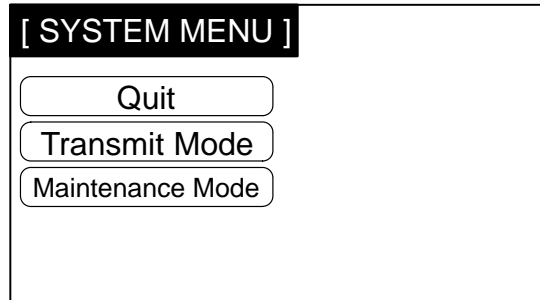 [ SYSTEM MENU ]
Quit
Transmit Mode
Maintenance Mode